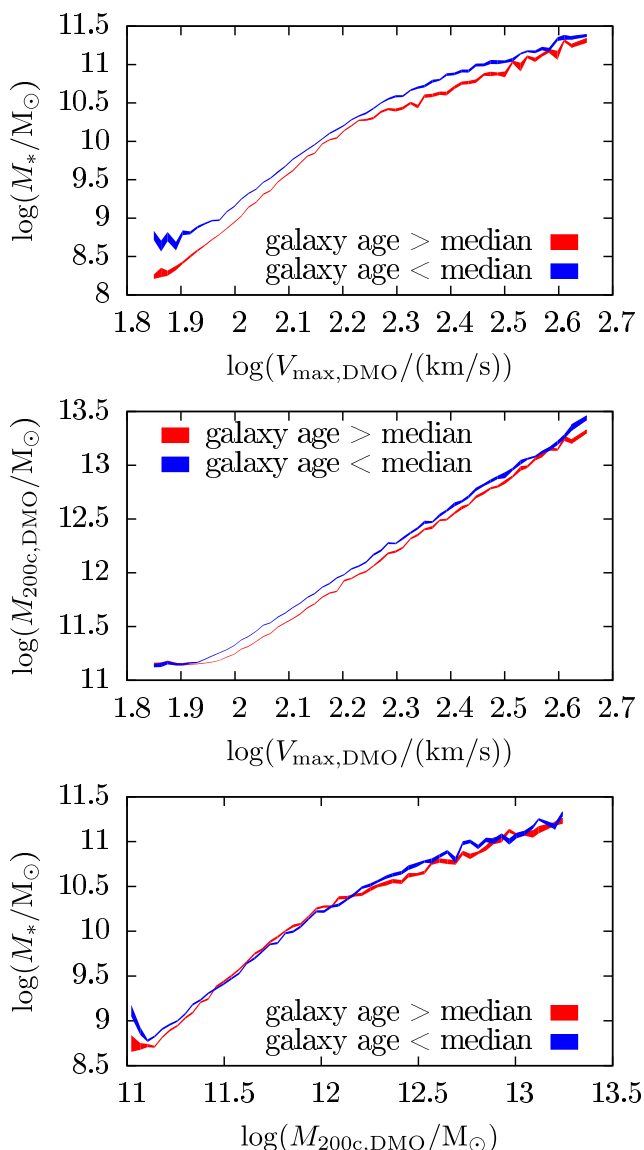 11.5
11
10.5
10
9.5
9
8.5
8
log(M∗/M⊙)
galaxy age > median
galaxy age < median
1.8 1.9 2 2.1 2.2 2.3 2.4 2.5 2.6 2.7
log(Vmax,DMO/(km/s))
13.5
13
12.5
12
11.5
11
log(M200c,DMO/M⊙)
galaxy age > median
galaxy age < median
1.8 1.9 2 2.1 2.2 2.3 2.4 2.5 2.6 2.7
log(Vmax,DMO/(km/s))
11.5
11
10.5
10
9.5
9
8.5
log(M∗/M⊙)
galaxy age > median
galaxy age < median
11 11.5 12 12.5 13 13.5
log(M200c,DMO/M⊙)